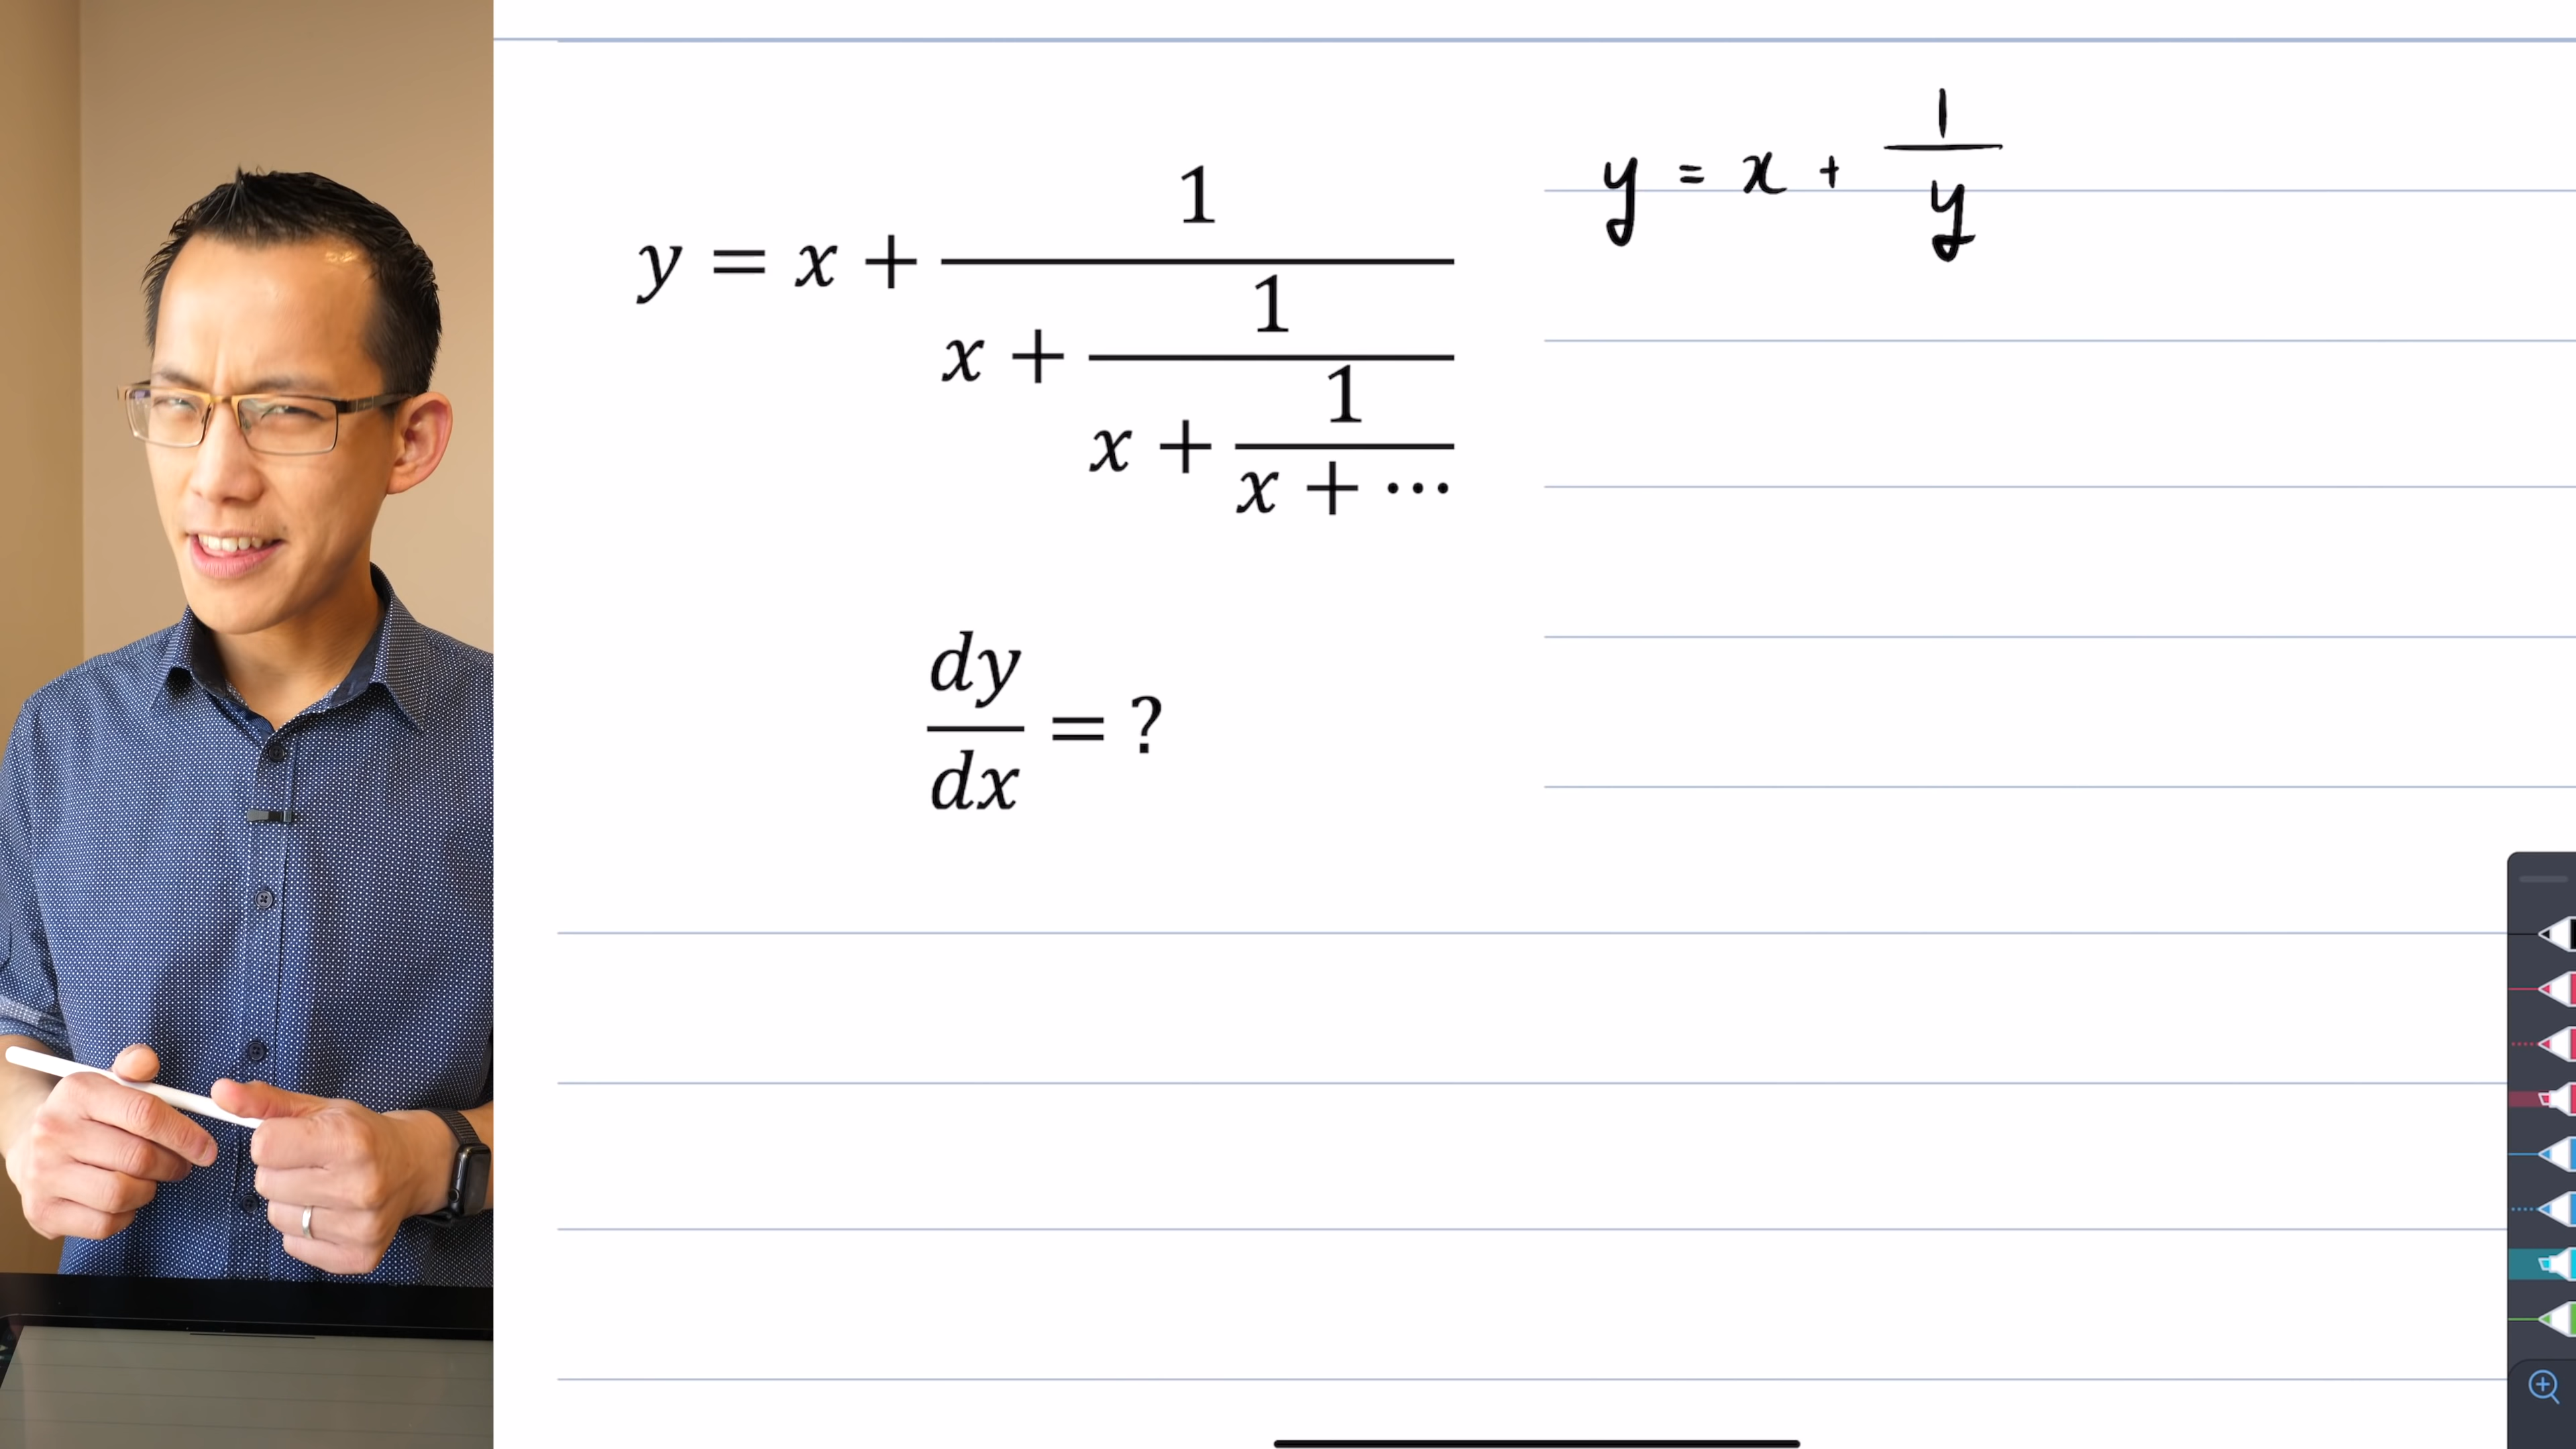 y = x + 1/(x + 1/(x + 1/(x + ⋯)))
dy/dx = ?
y = x + 1/y